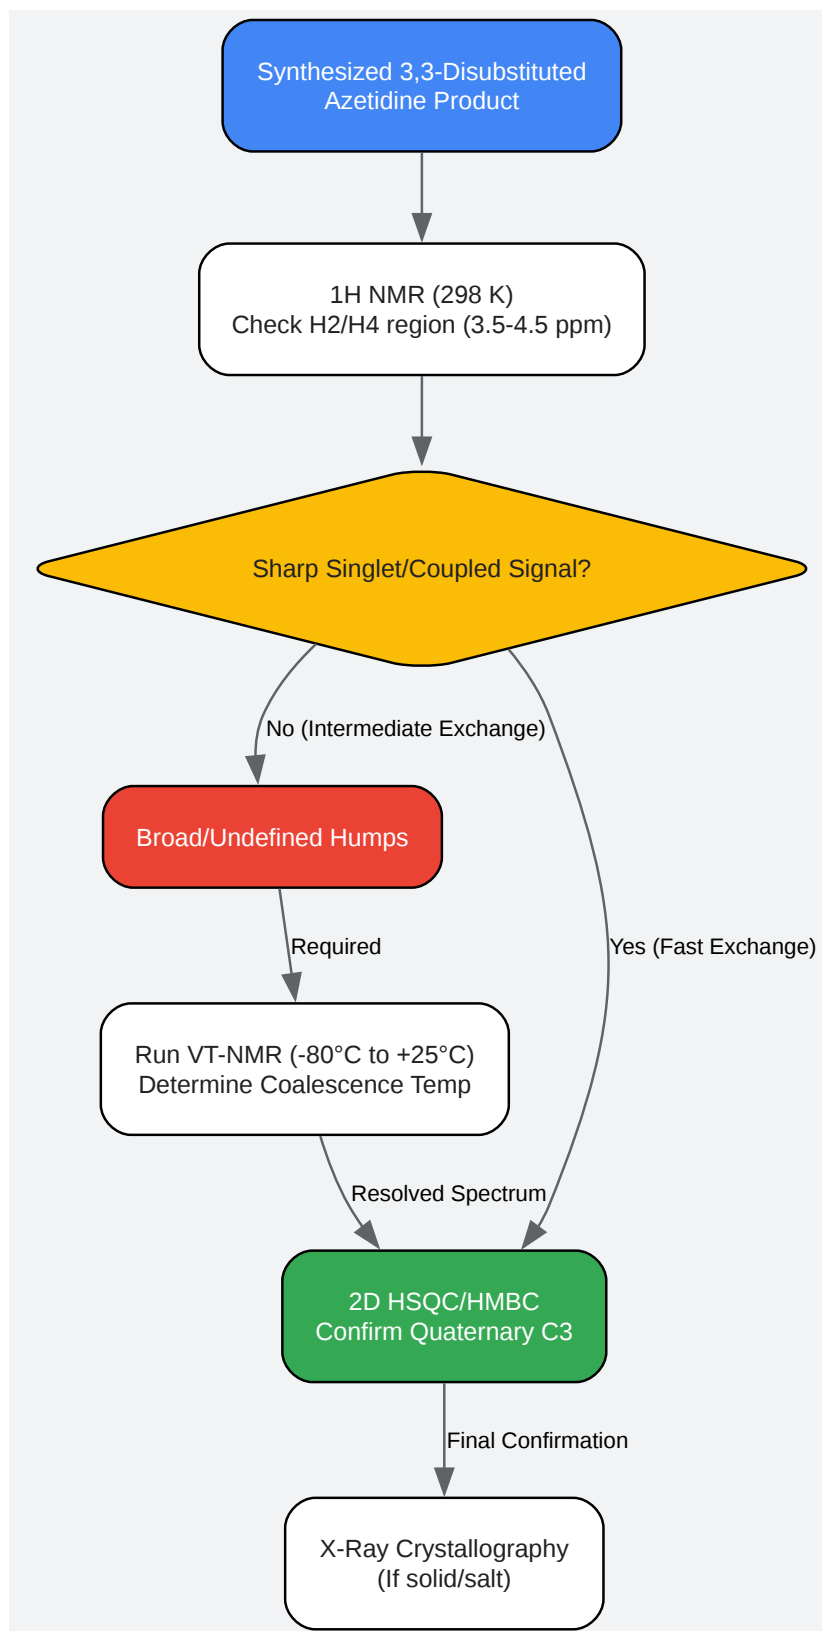 Synthesized 3,3-Disubstituted
Azetidine Product
1H NMR (298 K)
Check H2/H4 region (3.5-4.5 ppm)
Sharp Singlet/Coupled Signal?
No (Intermediate Exchange)
Broad/Undefined Humps
Required
Yes (Fast Exchange)
Run VT-NMR (-80°C to +25°C)
Determine Coalescence Temp
Resolved Spectrum
2D HSQC/HMBC
Confirm Quaternary C3
Final Confirmation
X-Ray Crystallography
(If solid/salt)